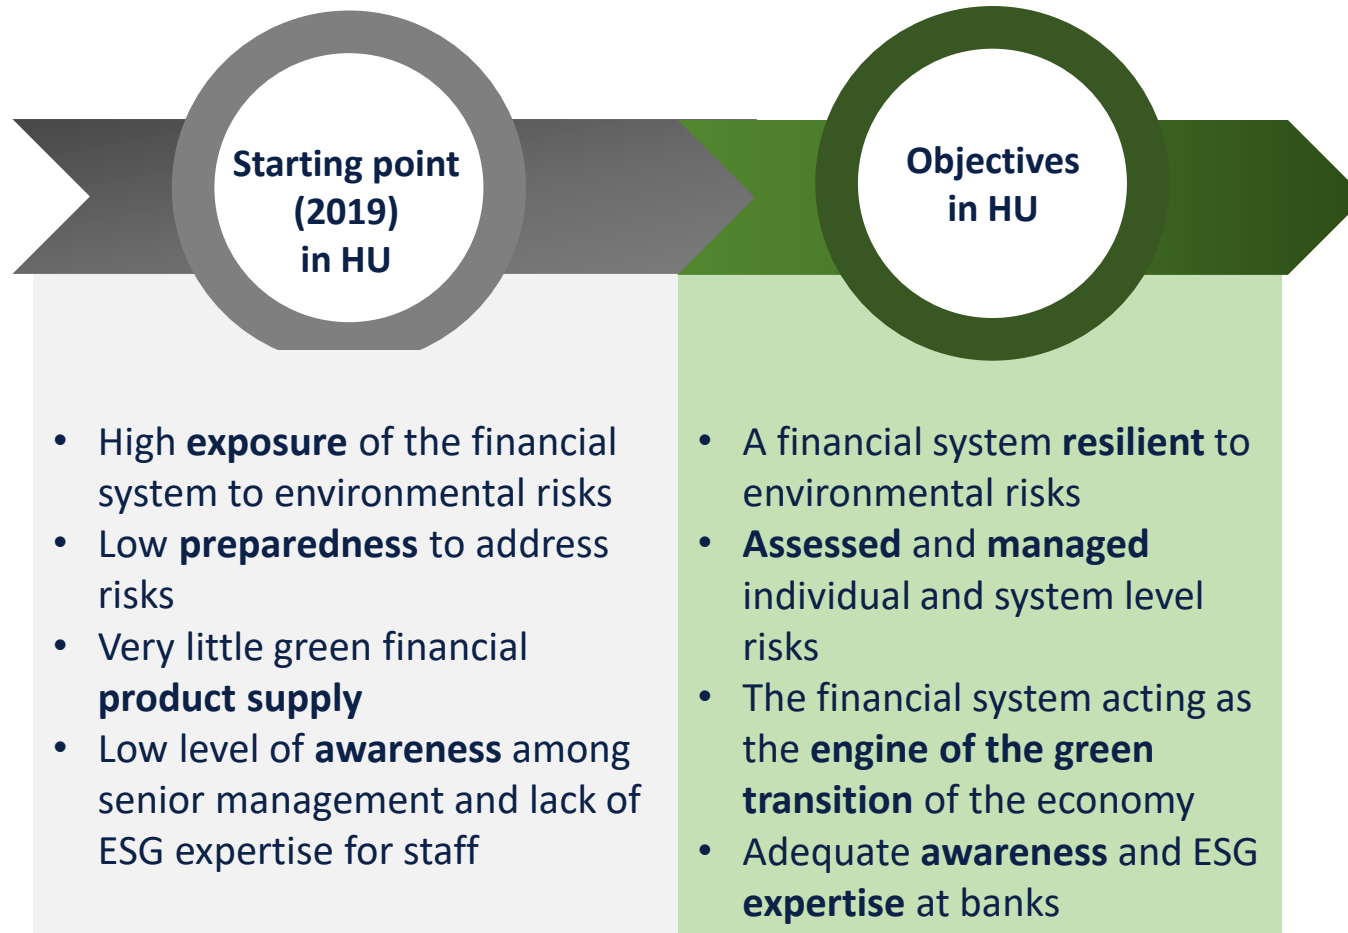 Starting point
(2019)
in HU
• High exposure of the financial
system to environmental risks
• Low preparedness to address
risks
• Very little green financial
product supply
• Low level of awareness among
senior management and lack of
ESG expertise for staff
Objectives
in HU
• A financial system resilient to
environmental risks
• Assessed and managed
individual and system level
risks
• The financial system acting as
the engine of the green
transition of the economy
• Adequate awareness and ESG
expertise at banks